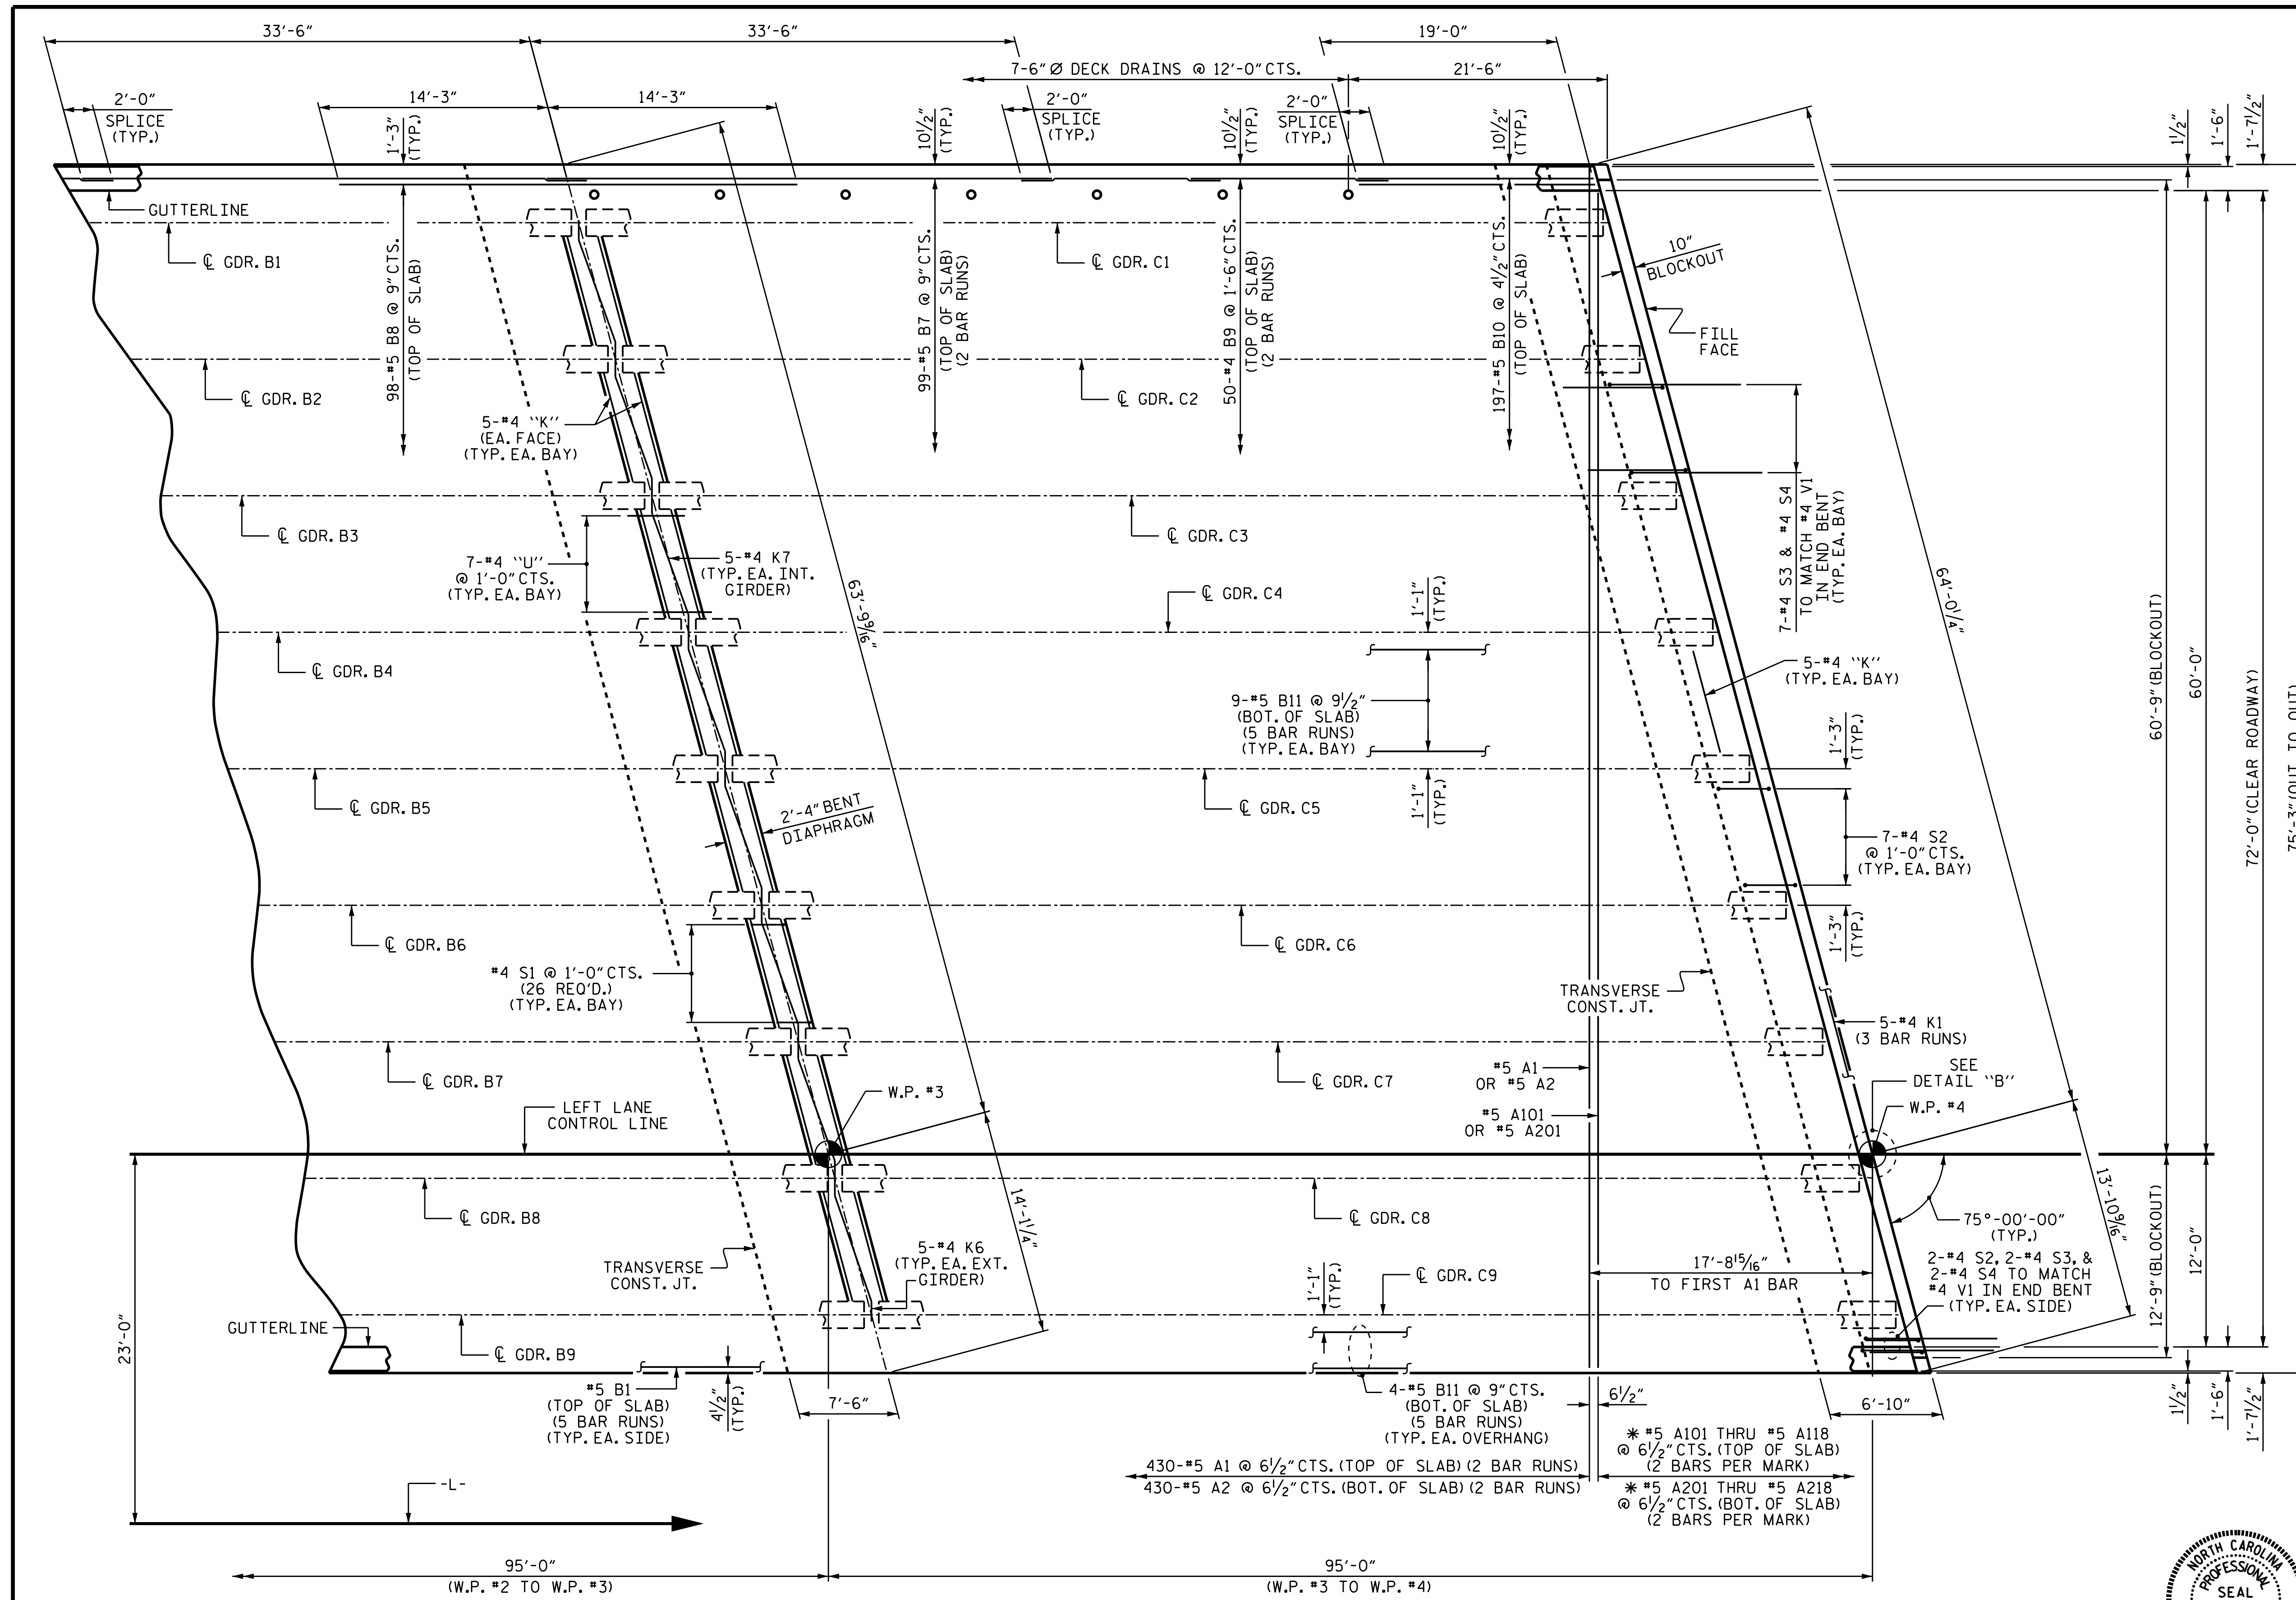 33'-6"
33'-6"
19'-0"
7-6" Ø DECK DRAINS @ 12'-0" CTS.
21'-6"
2'-0"
SPLICE
(TYP.)
14'-3"
14'-3"
2'-0"
SPLICE
(TYP.)
2'-0"
SPLICE
(TYP.)
1'-3"
(TYP.)
10½"
(TYP.)
10½"
(TYP.)
10½"
(TYP.)
1½"
1'-6"
1'-7½"
GUTTERLINE
℄ GDR. B1
℄ GDR. C1
98-#5 B8 @ 9" CTS.
(TOP OF SLAB)
99-#5 B7 @ 9" CTS.
(TOP OF SLAB)
(2 BAR RUNS)
50-#4 B9 @ 1'-6" CTS.
(TOP OF SLAB)
(2 BAR RUNS)
197-#5 B10 @ 4½" CTS.
(TOP OF SLAB)
10"
BLOCKOUT
FILL
FACE
℄ GDR. B2
℄ GDR. C2
5-#4 "K"
(EA. FACE)
(TYP. EA. BAY)
7-#4 S3 & #4 S4
TO MATCH #4 V1
IN END BENT
(TYP. EA. BAY)
℄ GDR. B3
℄ GDR. C3
7-#4 "U"
@ 1'-0" CTS.
(TYP. EA. BAY)
5-#4 K7
(TYP. EA. INT.
GIRDER)
63'-9 9/16"
64'-0¼"
℄ GDR. C4
1'-1"
(TYP.)
℄ GDR. B4
9-#5 B11 @ 9½"
(BOT. OF SLAB)
(5 BAR RUNS)
(TYP. EA. BAY)
5-#4 "K"
(TYP. EA. BAY)
60'-9" (BLOCKOUT)
60'-0"
72'-0" (CLEAR ROADWAY)
75'-3" (OUT TO OUT)
1'-3"
(TYP.)
1'-1"
(TYP.)
℄ GDR. B5
℄ GDR. C5
2'-4" BENT
DIAPHRAGM
7-#4 S2
@ 1'-0" CTS.
(TYP. EA. BAY)
1'-3"
(TYP.)
℄ GDR. B6
℄ GDR. C6
#4 S1 @ 1'-0" CTS.
(26 REQ'D.)
(TYP. EA. BAY)
TRANSVERSE
CONST. JT.
5-#4 K1
(3 BAR RUNS)
℄ GDR. B7
℄ GDR. C7
#5 A1
OR #5 A2
SEE
DETAIL "B"
W.P. #3
W.P. #4
LEFT LANE
CONTROL LINE
#5 A101
OR #5 A201
℄ GDR. B8
℄ GDR. C8
14'-1¼"
13'-10 9/16"
75°-00'-00"
(TYP.)
12'-9" (BLOCKOUT)
12'-0"
TRANSVERSE
CONST. JT.
5-#4 K6
(TYP. EA. EXT.
GIRDER)
℄ GDR. C9
1'-1"
(TYP.)
17'-8 15/16"
TO FIRST A1 BAR
2-#4 S2, 2-#4 S3, &
2-#4 S4 TO MATCH
#4 V1 IN END BENT
(TYP. EA. SIDE)
23'-0"
GUTTERLINE
℄ GDR. B9
#5 B1
(TOP OF SLAB)
(5 BAR RUNS)
(TYP. EA. SIDE)
4½"
(TYP.)
7'-6"
4-#5 B11 @ 9" CTS.
(BOT. OF SLAB)
(5 BAR RUNS)
(TYP. EA. OVERHANG)
6½"
6'-10"
1½"
1'-6"
1'-7½"
* #5 A101 THRU #5 A118
@ 6½" CTS. (TOP OF SLAB)
(2 BARS PER MARK)
430-#5 A1 @ 6½" CTS. (TOP OF SLAB) (2 BAR RUNS)
430-#5 A2 @ 6½" CTS. (BOT. OF SLAB) (2 BAR RUNS)
* #5 A201 THRU #5 A218
@ 6½" CTS. (BOT. OF SLAB)
(2 BARS PER MARK)
-L-
95'-0"
(W.P. #2 TO W.P. #3)
95'-0"
(W.P. #3 TO W.P. #4)
NORTH CAROLINA
PROFESSIONAL
SEAL